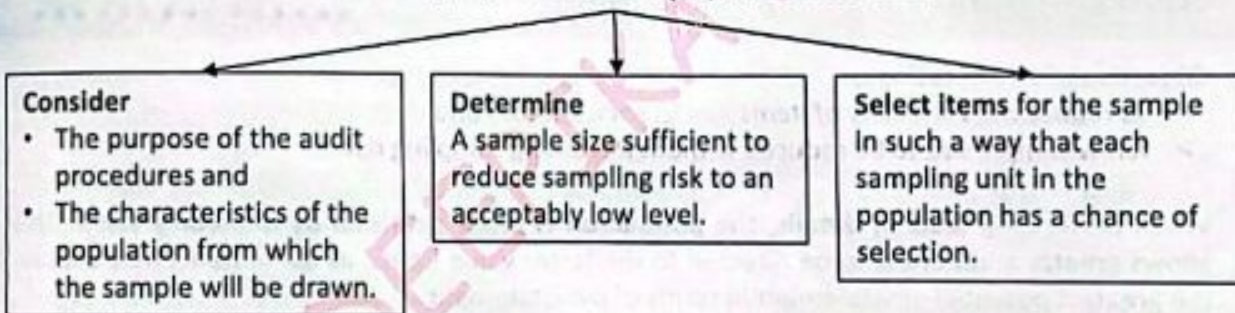 Consider
• The purpose of the audit
procedures and
• The characteristics of the
population from which
the sample will be drawn.
Determine
A sample size sufficient to
reduce sampling risk to an
acceptably low level.
Select items for the sample
In such a way that each
sampling unit in the
population has a chance of
selection.